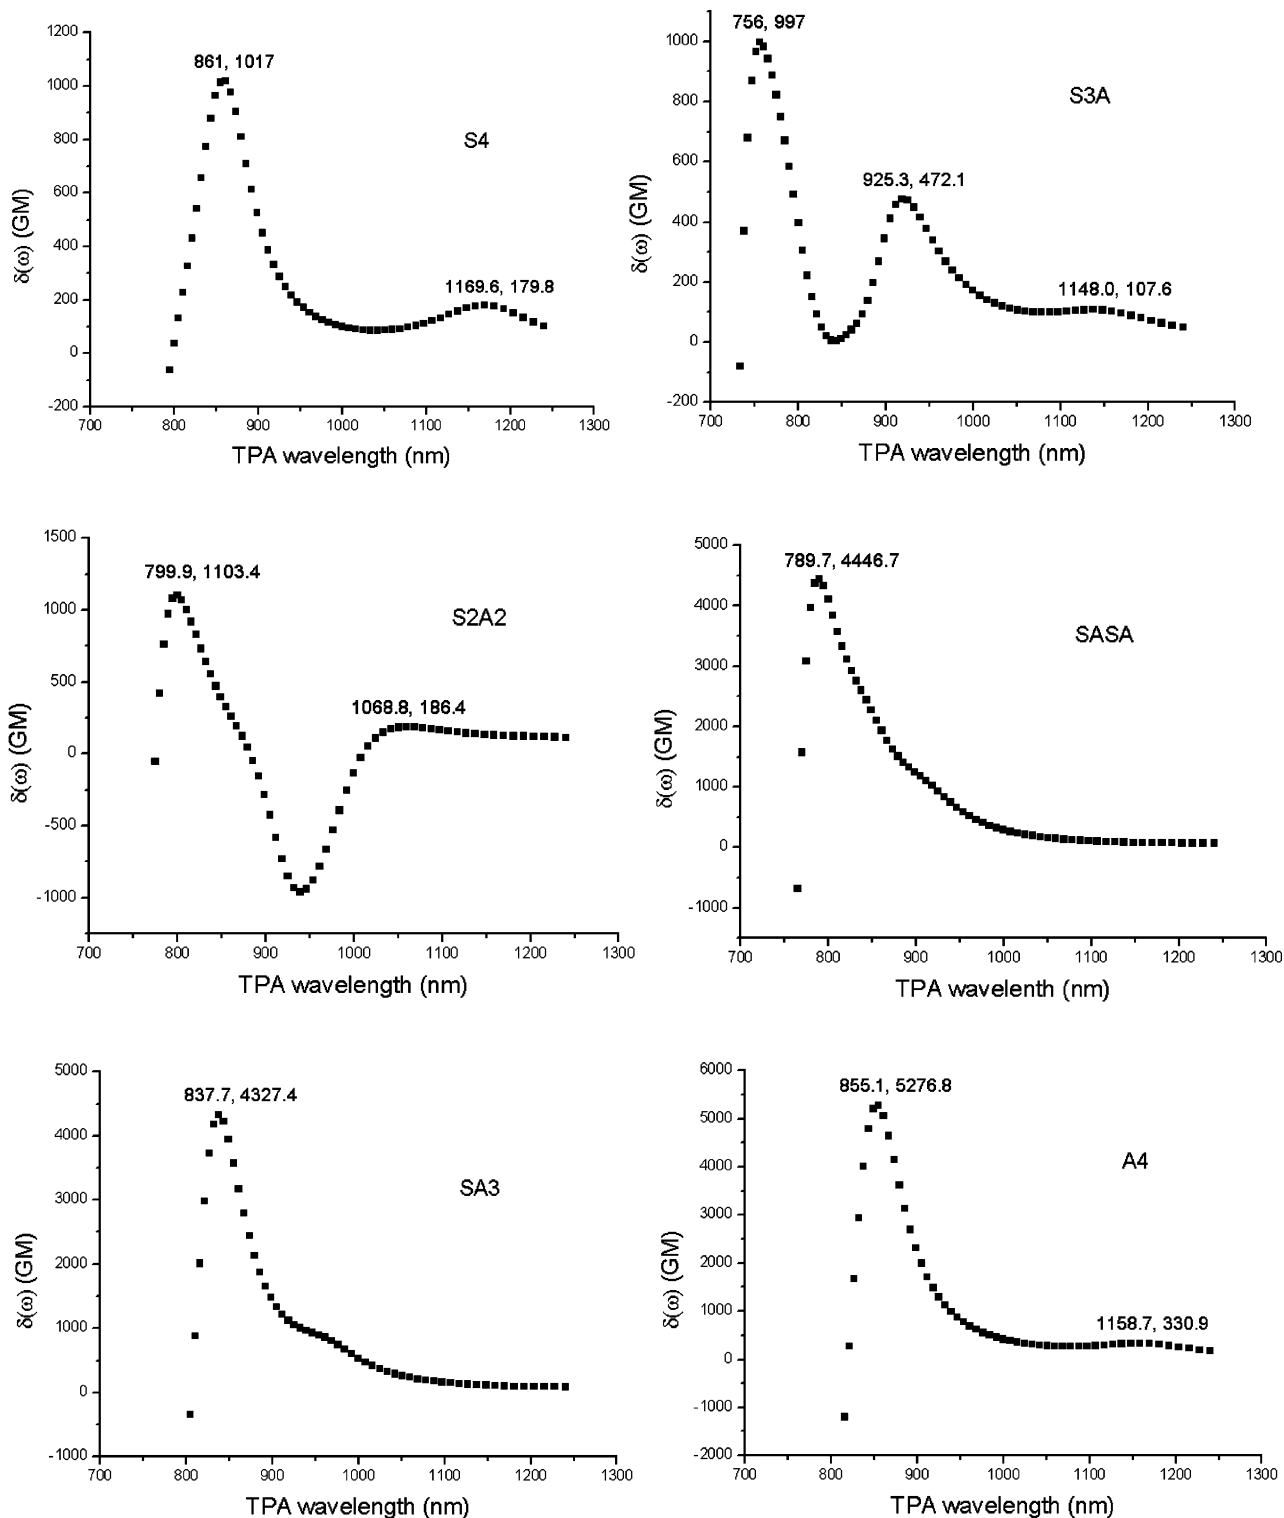 861, 1017
S4
1169.6, 179.8
δ(ω) (GM)
1200
1000
800
600
400
200
0
-200
700 800 900 1000 1100 1200 1300
TPA wavelength (nm)
756, 997
S3A
925.3, 472.1
1148.0, 107.6
δ(ω) (GM)
1000
800
600
400
200
0
-200
700 800 900 1000 1100 1200 1300
TPA wavelength (nm)
799.9, 1103.4
S2A2
1068.8, 186.4
δ(ω) (GM)
1500
1000
500
0
-500
-1000
700 800 900 1000 1100 1200 1300
TPA wavelength (nm)
789.7, 4446.7
SASA
δ(ω) (GM)
5000
4000
3000
2000
1000
0
-1000
700 800 900 1000 1100 1200 1300
TPA wavelenth (nm)
837.7, 4327.4
SA3
δ(ω) (GM)
5000
4000
3000
2000
1000
0
-1000
700 800 900 1000 1100 1200 1300
TPA wavelength (nm)
855.1, 5276.8
A4
1158.7, 330.9
δ(ω) (GM)
6000
5000
4000
3000
2000
1000
0
-1000
-2000
700 800 900 1000 1100 1200 1300
TPA wavelength (nm)